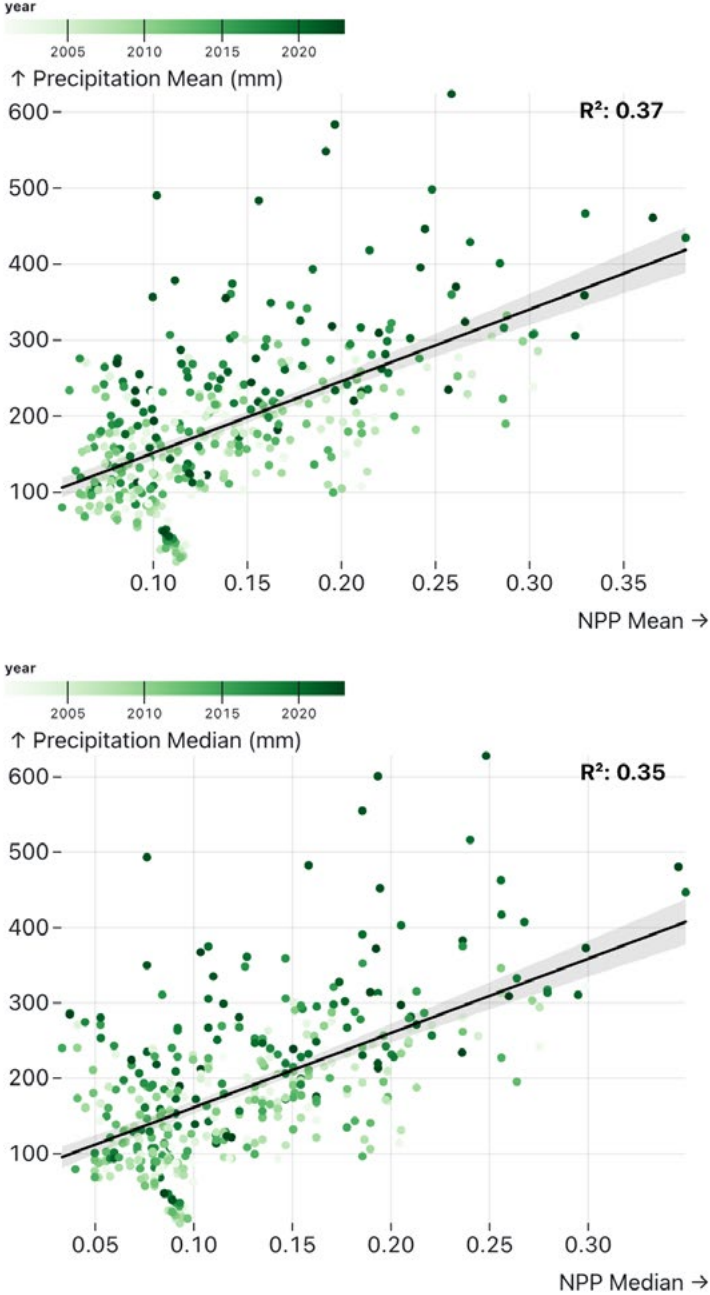 year
2005 2010 2015 2020
↑ Precipitation Mean (mm)
R²: 0.37
600
500
400
300
200
100
0.10 0.15 0.20 0.25 0.30 0.35
NPP Mean →
year
2005 2010 2015 2020
↑ Precipitation Median (mm)
R²: 0.35
600
500
400
300
200
100
0.05 0.10 0.15 0.20 0.25 0.30
NPP Median →